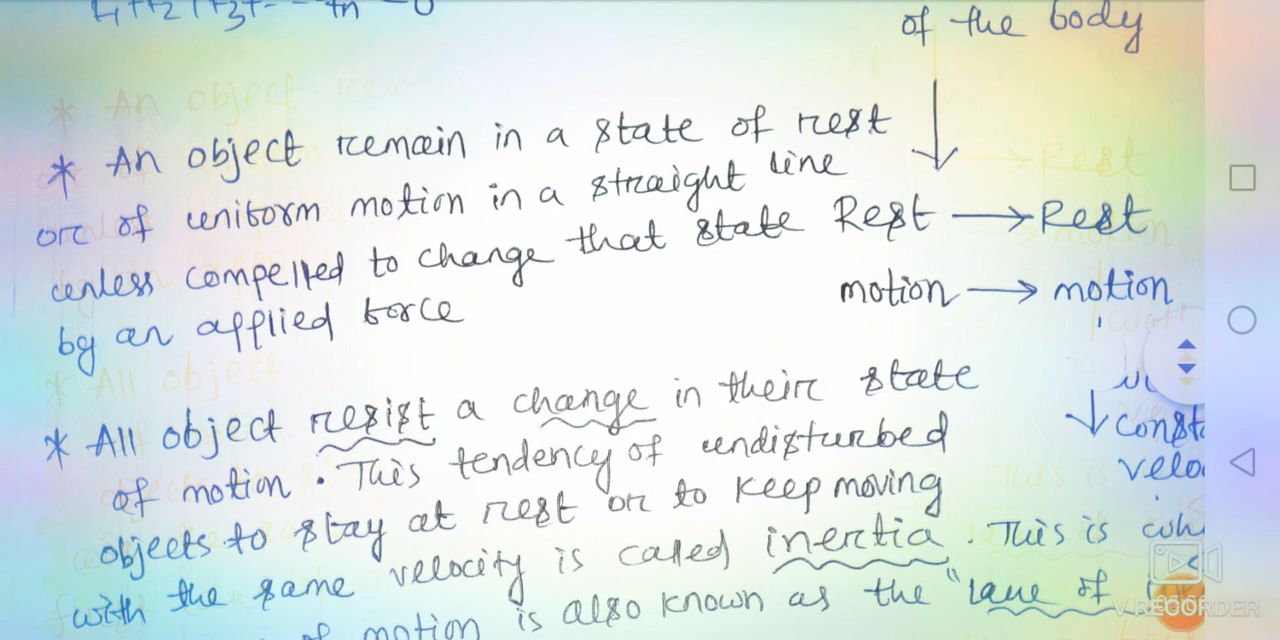 of the body
* An object remain in a state of rest
or of uniform motion in a straight line
unless compelled to change that state
by an applied force
Rest → Rest
motion → motion
* All object resist a change in their state
of motion. This tendency of undisturbed
objects to stay at rest or to keep moving
with the same velocity is called inertia. This is
of motion is also known as the "law of
↓
V RECORDER